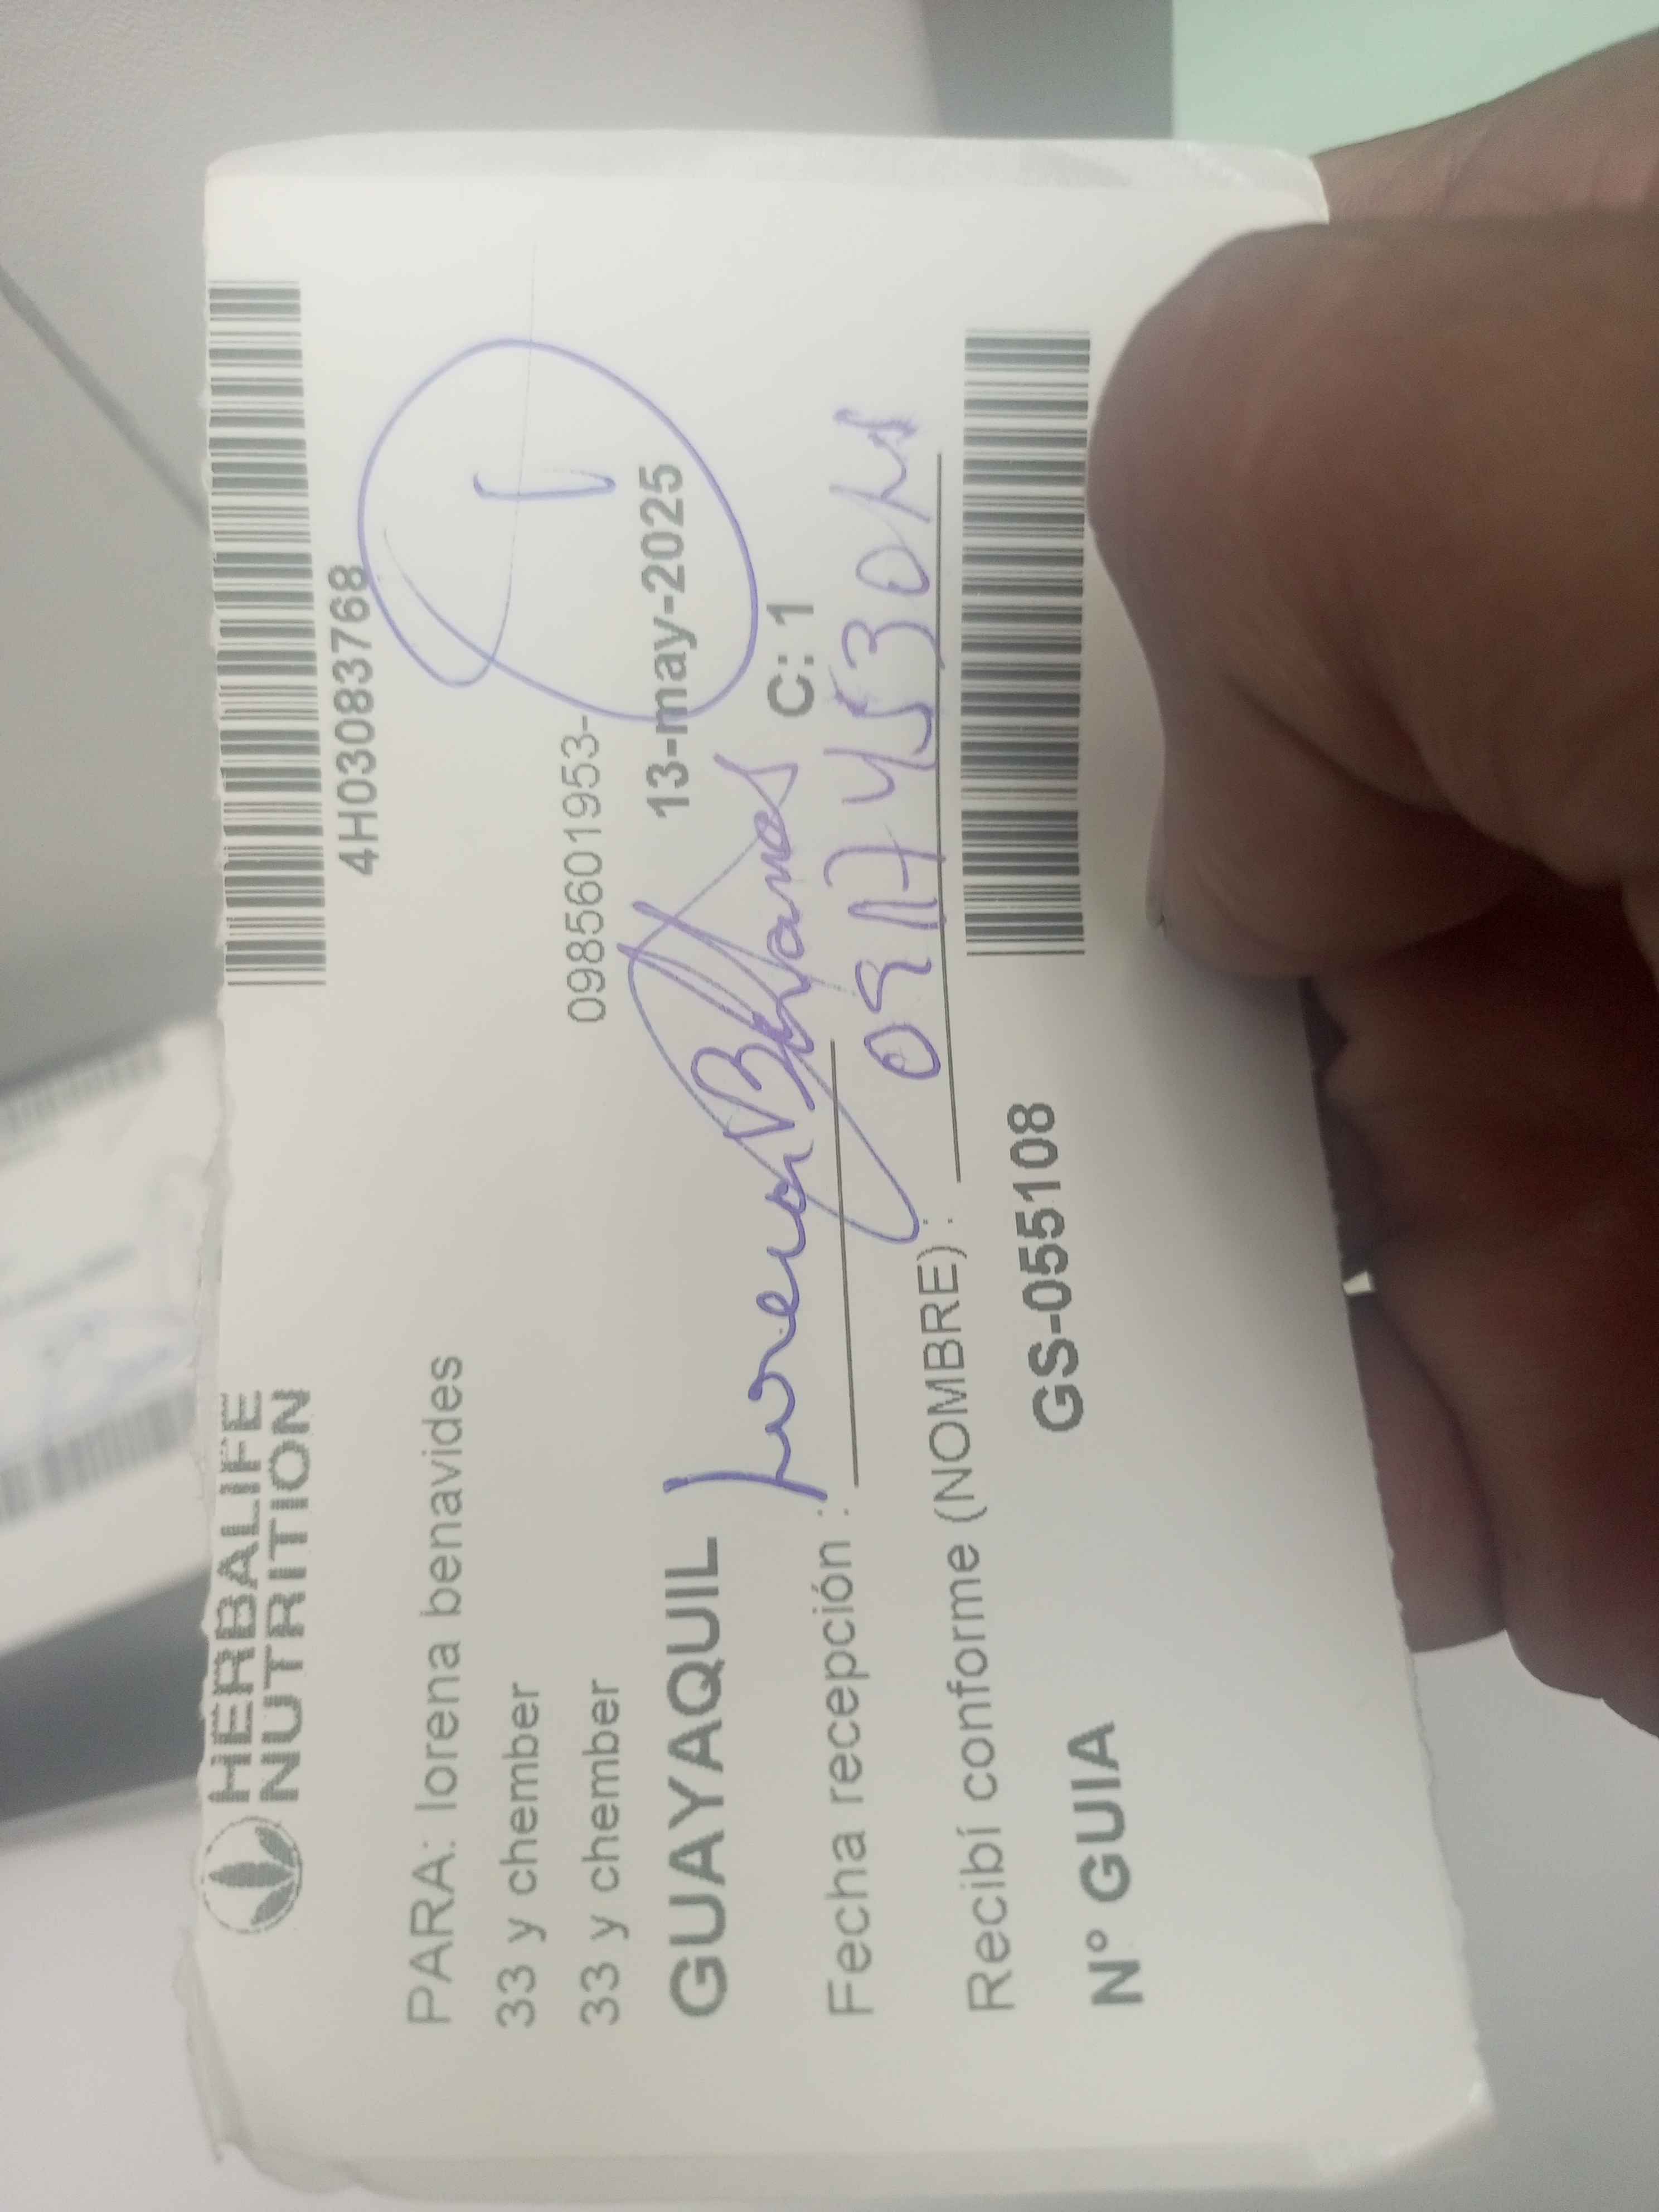 HERBALIFE
NUTRITION
4H03083768
PARA: lorena benavides
33 y chember
0985601953-
33 y chember
GUAYAQUIL 13-may-2025
C: 1
Fecha recepción :
Recibí conforme (NOMBRE) :
N° GUIA GS-055108